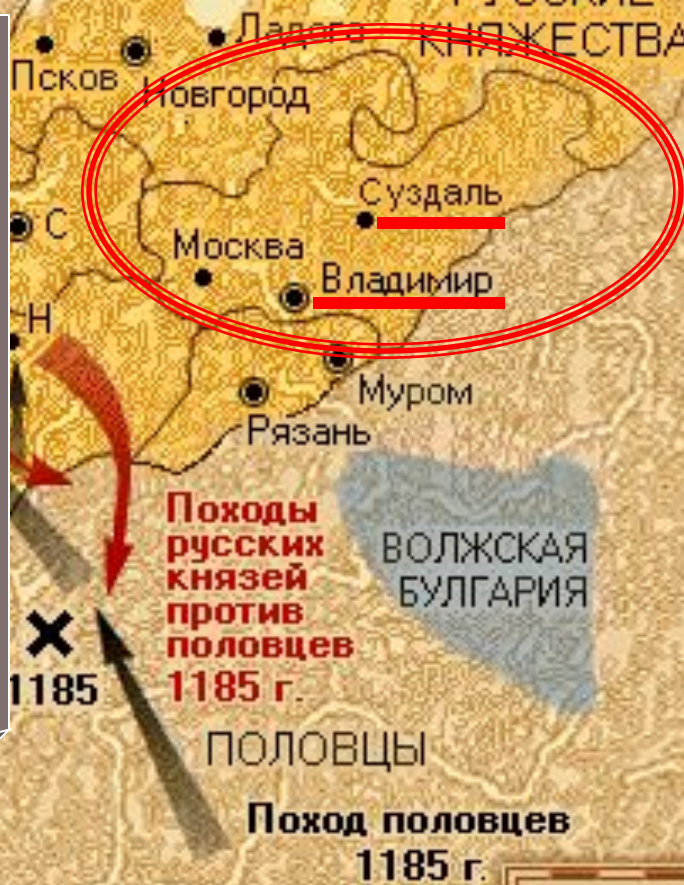 РУССКИЕ
КНЯЖЕСТВА
Ладога
Псков
Новгород
Суздаль
С
Москва
Владимир
Н
Муром
Рязань
Походы
русских
князей
против
половцев
1185 г.
ВОЛЖСКАЯ
БУЛГАРИЯ
1185
ПОЛОВЦЫ
Поход половцев
1185 г.